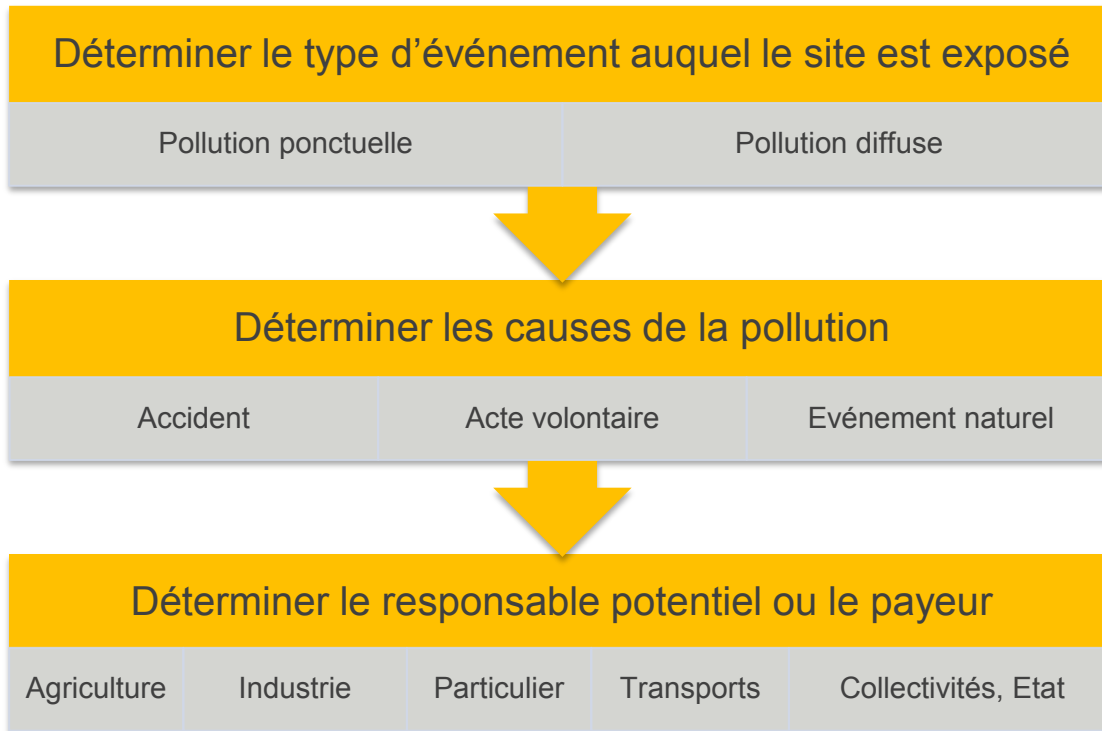 Déterminer le type d’événement auquel le site est exposé
Pollution ponctuelle
Pollution diffuse
Déterminer les causes de la pollution
Accident
Acte volontaire
Evénement naturel
Déterminer le responsable potentiel ou le payeur
Agriculture
Industrie
Particulier
Transports
Collectivités, Etat